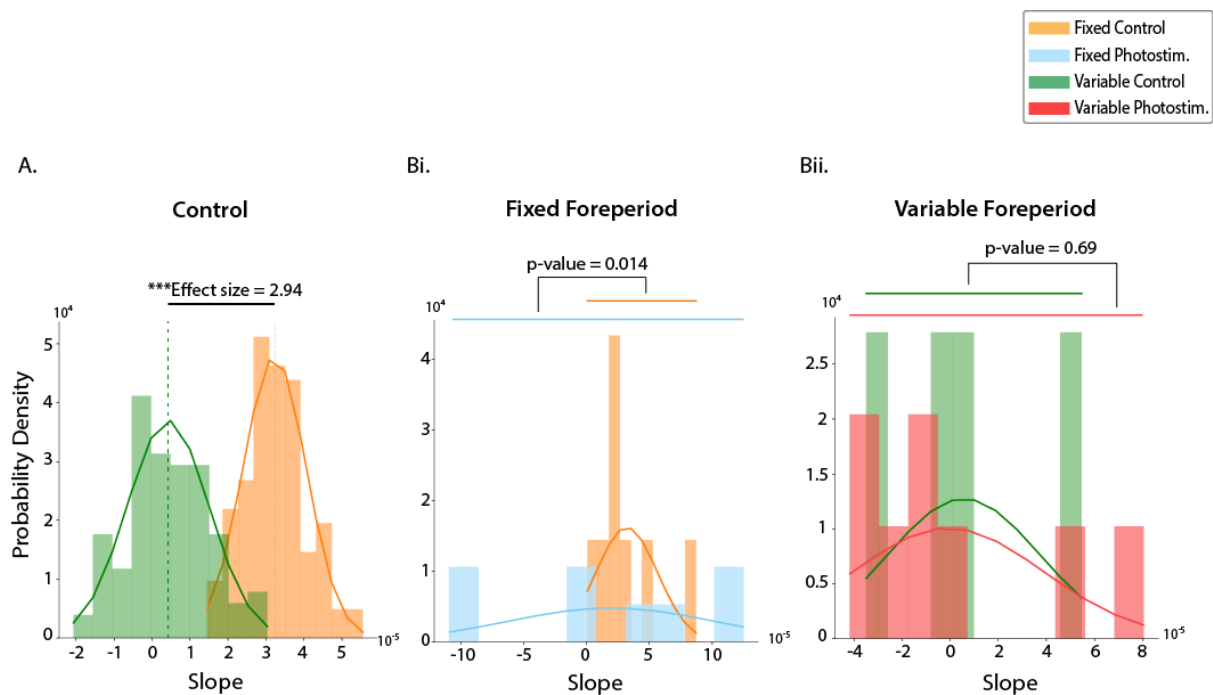 Fixed Control
Fixed Photostim.
Variable Control
Variable Photostim.
A.
Bi.
Bii.
Control
Fixed Foreperiod
Variable Foreperiod
***Effect size = 2.94
p-value = 0.014
p-value = 0.69
10⁴
5
4
3
2
1
0
Probability Density
-2
-1
0
1
2
3
4
5
10⁻⁵
Slope
10⁴
4
3
2
1
0
-10
-5
0
5
10
10⁻⁵
Slope
10⁴
2.5
2
1.5
1
0.5
0
-4
-2
0
2
4
6
8
10⁻⁵
Slope